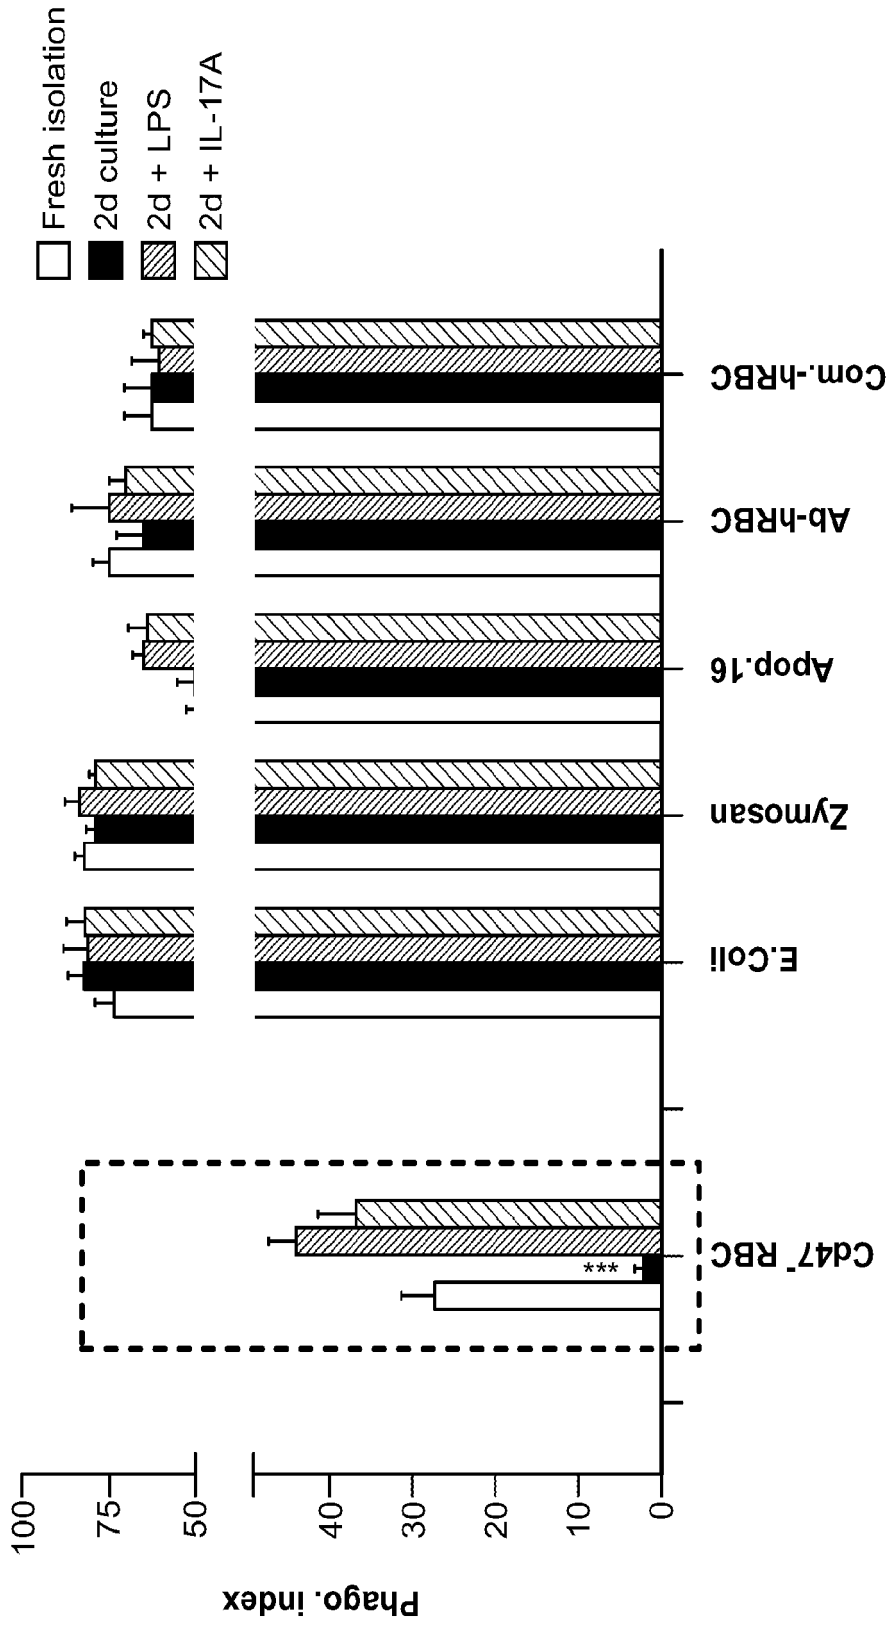 Fresh isolation
2d culture
2d + LPS
2d + IL-17A
Phago. index
100
75
50
40
30
20
10
0
***
Cd47⁻ RBC
E.Coli
Zymosan
Apop.16
Ab-hRBC
Com.-hRBC